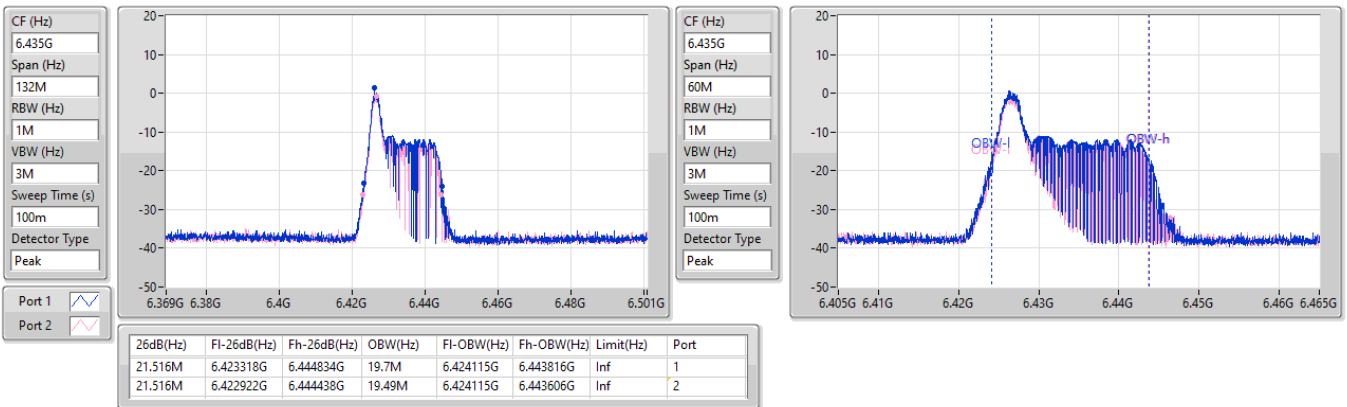 CF (Hz)
6.435G
Span (Hz)
132M
RBW (Hz)
1M
VBW (Hz)
3M
Sweep Time (s)
100m
Detector Type
Peak
Port 1
Port 2
20
10
0
-10
-20
-30
-40
-50
6.369G 6.38G 6.4G 6.42G 6.44G 6.46G 6.48G 6.501G
CF (Hz)
6.435G
Span (Hz)
60M
RBW (Hz)
1M
VBW (Hz)
3M
Sweep Time (s)
100m
Detector Type
Peak
20
10
0
-10
-20
-30
-40
-50
OBW-l
OBW-h
6.405G 6.41G 6.42G 6.43G 6.44G 6.45G 6.46G 6.465G
26dB(Hz) Fl-26dB(Hz) Fh-26dB(Hz) OBW(Hz) Fl-OBW(Hz) Fh-OBW(Hz) Limit(Hz) Port
21.516M 6.423318G 6.444834G 19.7M 6.424115G 6.443816G Inf 1
21.516M 6.422922G 6.444438G 19.49M 6.424115G 6.443606G Inf 2